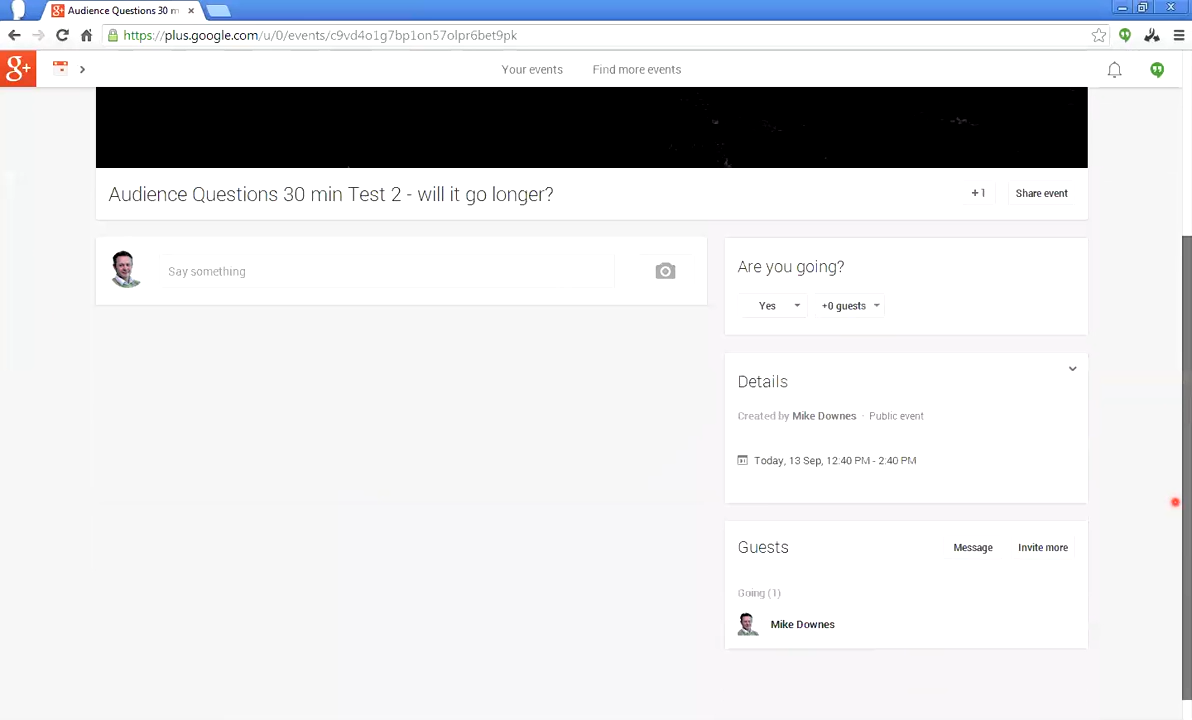 Audience Questions 30 m
https://plus.google.com/u/0/events/c9vd4o1g7bp1on57olpr6bet9pk
g+
Your events Find more events
Audience Questions 30 min Test 2 - will it go longer?
+1 Share event
Say something
Are you going?
Yes +0 guests
Details
Created by Mike Downes · Public event
Today, 13 Sep, 12:40 PM - 2:40 PM
Guests Message Invite more
Going (1)
Mike Downes